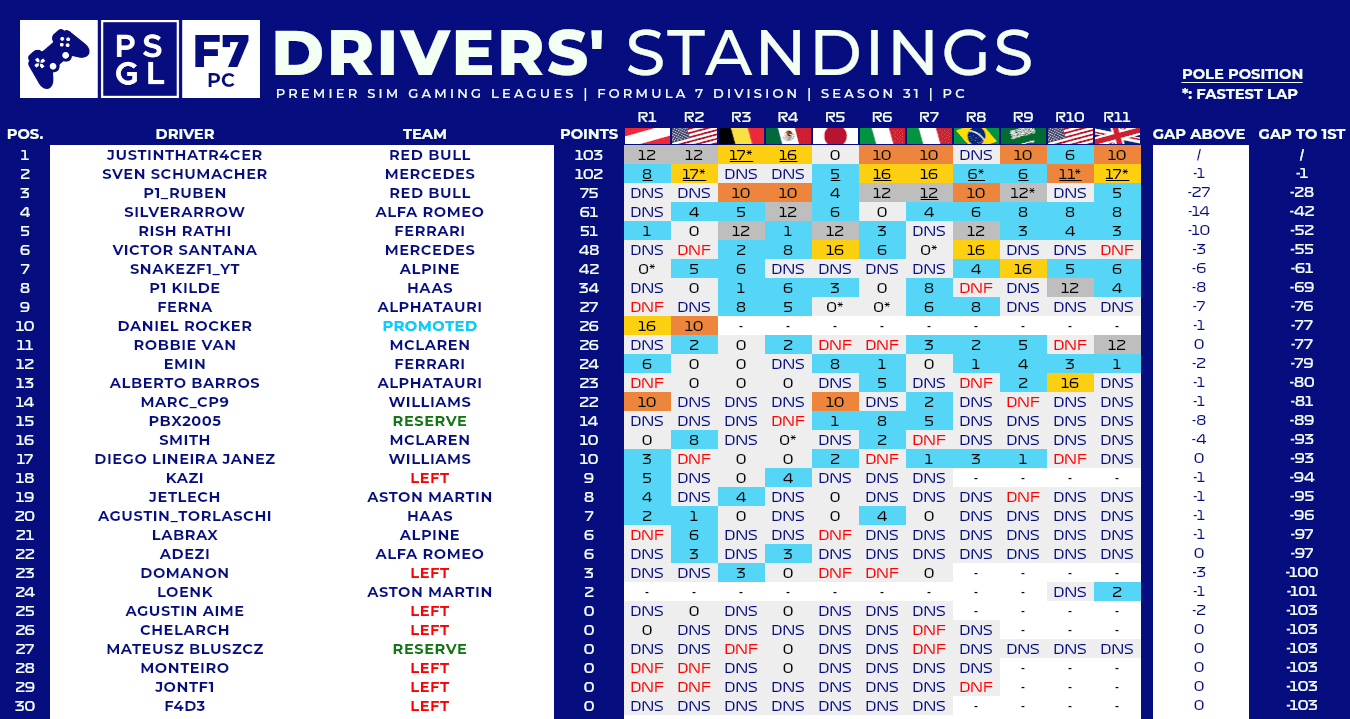 PS
GL
F7
PC
DRIVERS' STANDINGS
PREMIER SIM GAMING LEAGUES | FORMULA 7 DIVISION | SEASON 31 | PC
POLE POSITION
*: FASTEST LAP
R1 R2 R3 R4 R5 R6 R7 R8 R9 R10 R11
POS. DRIVER TEAM POINTS GAP ABOVE GAP TO 1ST
1 JUSTINTHATR4CER RED BULL 103 12 12 17* 16 0 10 10 DNS 10 6 10 / /
2 SVEN SCHUMACHER MERCEDES 102 8 17* DNS DNS 5 16 16 6* 6 11* 17* -1 -1
3 P1_RUBEN RED BULL 75 DNS DNS 10 10 4 12 12 10 12* DNS 5 -27 -28
4 SILVERARROW ALFA ROMEO 61 DNS 4 5 12 6 0 4 6 8 8 8 -14 -42
5 RISH RATHI FERRARI 51 1 0 12 1 12 3 DNS 12 3 4 3 -10 -52
6 VICTOR SANTANA MERCEDES 48 DNS DNF 2 8 16 6 0* 16 DNS DNS DNF -3 -55
7 SNAKEZF1_YT ALPINE 42 0* 5 6 DNS DNS DNS DNS 4 16 5 6 -6 -61
8 P1 KILDE HAAS 34 DNS 0 1 6 3 0 8 DNF DNS 12 4 -8 -69
9 FERNA ALPHATAURI 27 DNF DNS 8 5 0* 0* 6 8 DNS DNS DNS -7 -76
10 DANIEL ROCKER PROMOTED 26 16 10 - - - - - - - - - -1 -77
11 ROBBIE VAN MCLAREN 26 DNS 2 0 2 DNF DNF 3 2 5 DNF 12 0 -77
12 EMIN FERRARI 24 6 0 0 DNS 8 1 0 1 4 3 1 -2 -79
13 ALBERTO BARROS ALPHATAURI 23 DNF 0 0 0 DNS 5 DNS DNF 2 16 DNS -1 -80
14 MARC_CP9 WILLIAMS 22 10 DNS DNS DNS 10 DNS 2 DNS DNF DNS DNS -1 -81
15 PBX2005 RESERVE 14 DNS DNS DNS DNF 1 8 5 DNS DNS DNS DNS -8 -89
16 SMITH MCLAREN 10 0 8 DNS 0* DNS 2 DNF DNS DNS DNS DNS -4 -93
17 DIEGO LINEIRA JANEZ WILLIAMS 10 3 DNF 0 0 2 DNF 1 3 1 DNF DNS 0 -93
18 KAZI LEFT 9 5 DNS 0 4 DNS DNS DNS - - - - -1 -94
19 JETLECH ASTON MARTIN 8 4 DNS 4 DNS 0 DNS DNS DNS DNF DNS DNS -1 -95
20 AGUSTIN_TORLASCHI HAAS 7 2 1 0 DNS 0 4 0 DNS DNS DNS DNS -1 -96
21 LABRAX ALPINE 6 DNF 6 DNS DNS DNF DNS DNS DNS DNS DNS DNS -1 -97
22 ADEZI ALFA ROMEO 6 DNS 3 DNS 3 DNS DNS DNS DNS DNS DNS DNS 0 -97
23 DOMANON LEFT 3 DNS DNS 3 0 DNF DNF 0 - - - - -3 -100
24 LOENK ASTON MARTIN 2 - - - - - - - - - DNS 2 -1 -101
25 AGUSTIN AIME LEFT 0 DNS 0 DNS 0 DNS DNS DNS - - - - -2 -103
26 CHELARCH LEFT 0 0 DNS DNS DNS DNS DNS DNF DNS - - - 0 -103
27 MATEUSZ BLUSZCZ RESERVE 0 DNS DNS DNF 0 DNS DNS DNF DNS DNS DNS DNS 0 -103
28 MONTEIRO LEFT 0 DNF DNF DNS 0 DNS DNS DNS DNS - - - 0 -103
29 JONTF1 LEFT 0 DNF DNF DNS DNS DNS DNS DNS DNF - - - 0 -103
30 F4D3 LEFT 0 DNS DNS DNS DNS DNS DNS DNS - - - - 0 -103